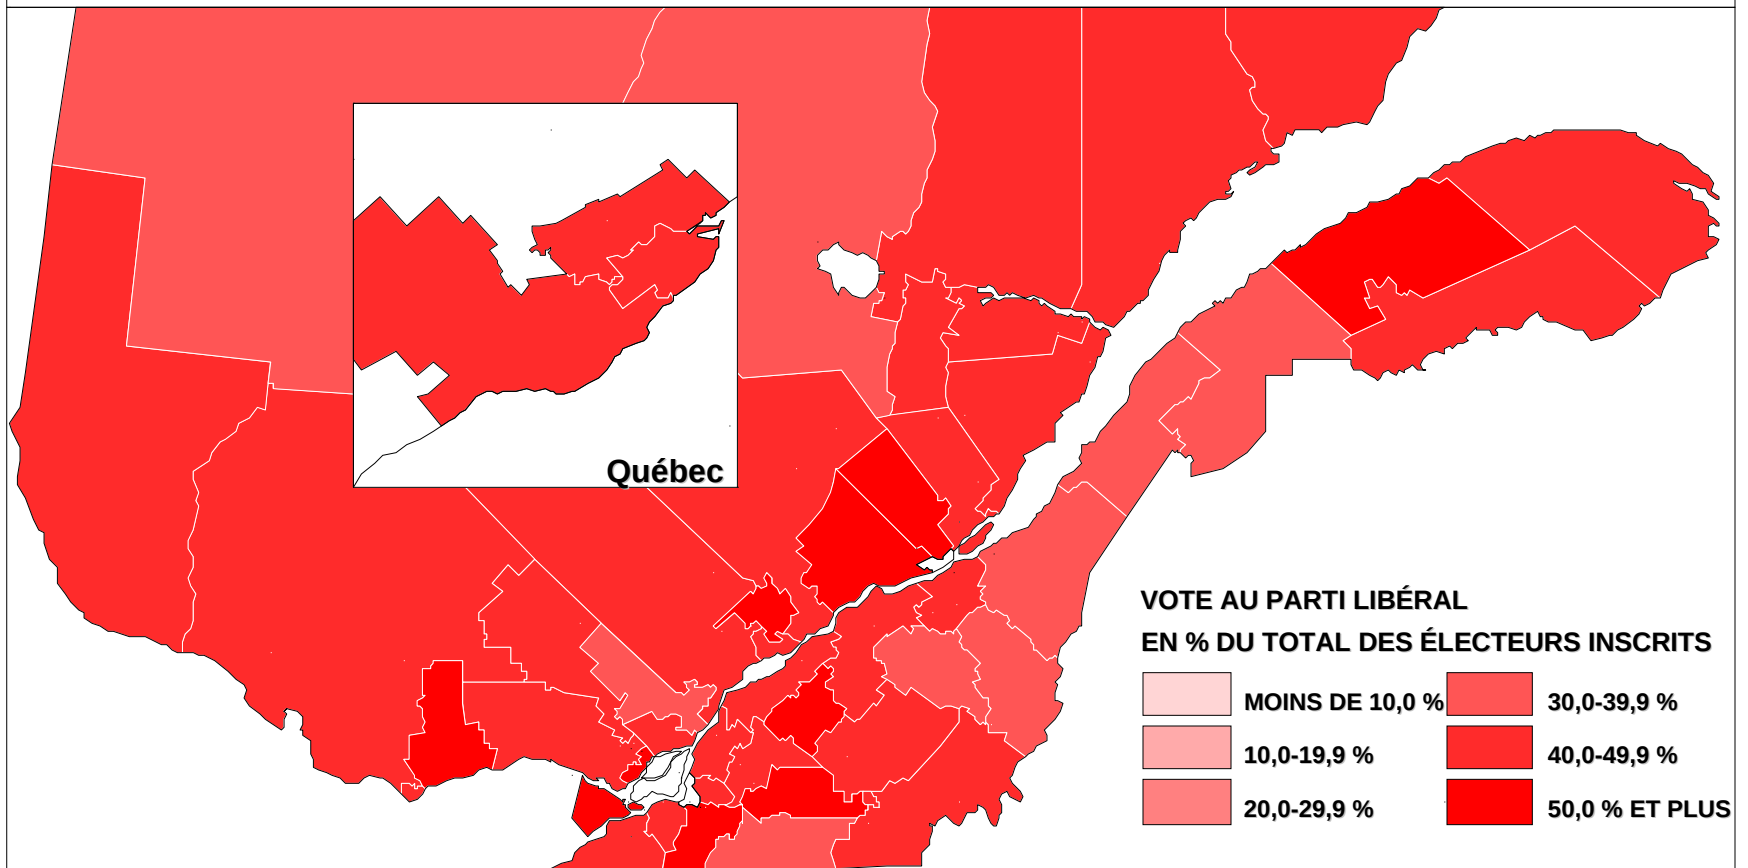 Québec
VOTE AU PARTI LIBÉRAL
EN % DU TOTAL DES ÉLECTEURS INSCRITS
MOINS DE 10,0 %
30,0-39,9 %
10,0-19,9 %
40,0-49,9 %
20,0-29,9 %
50,0 % ET PLUS